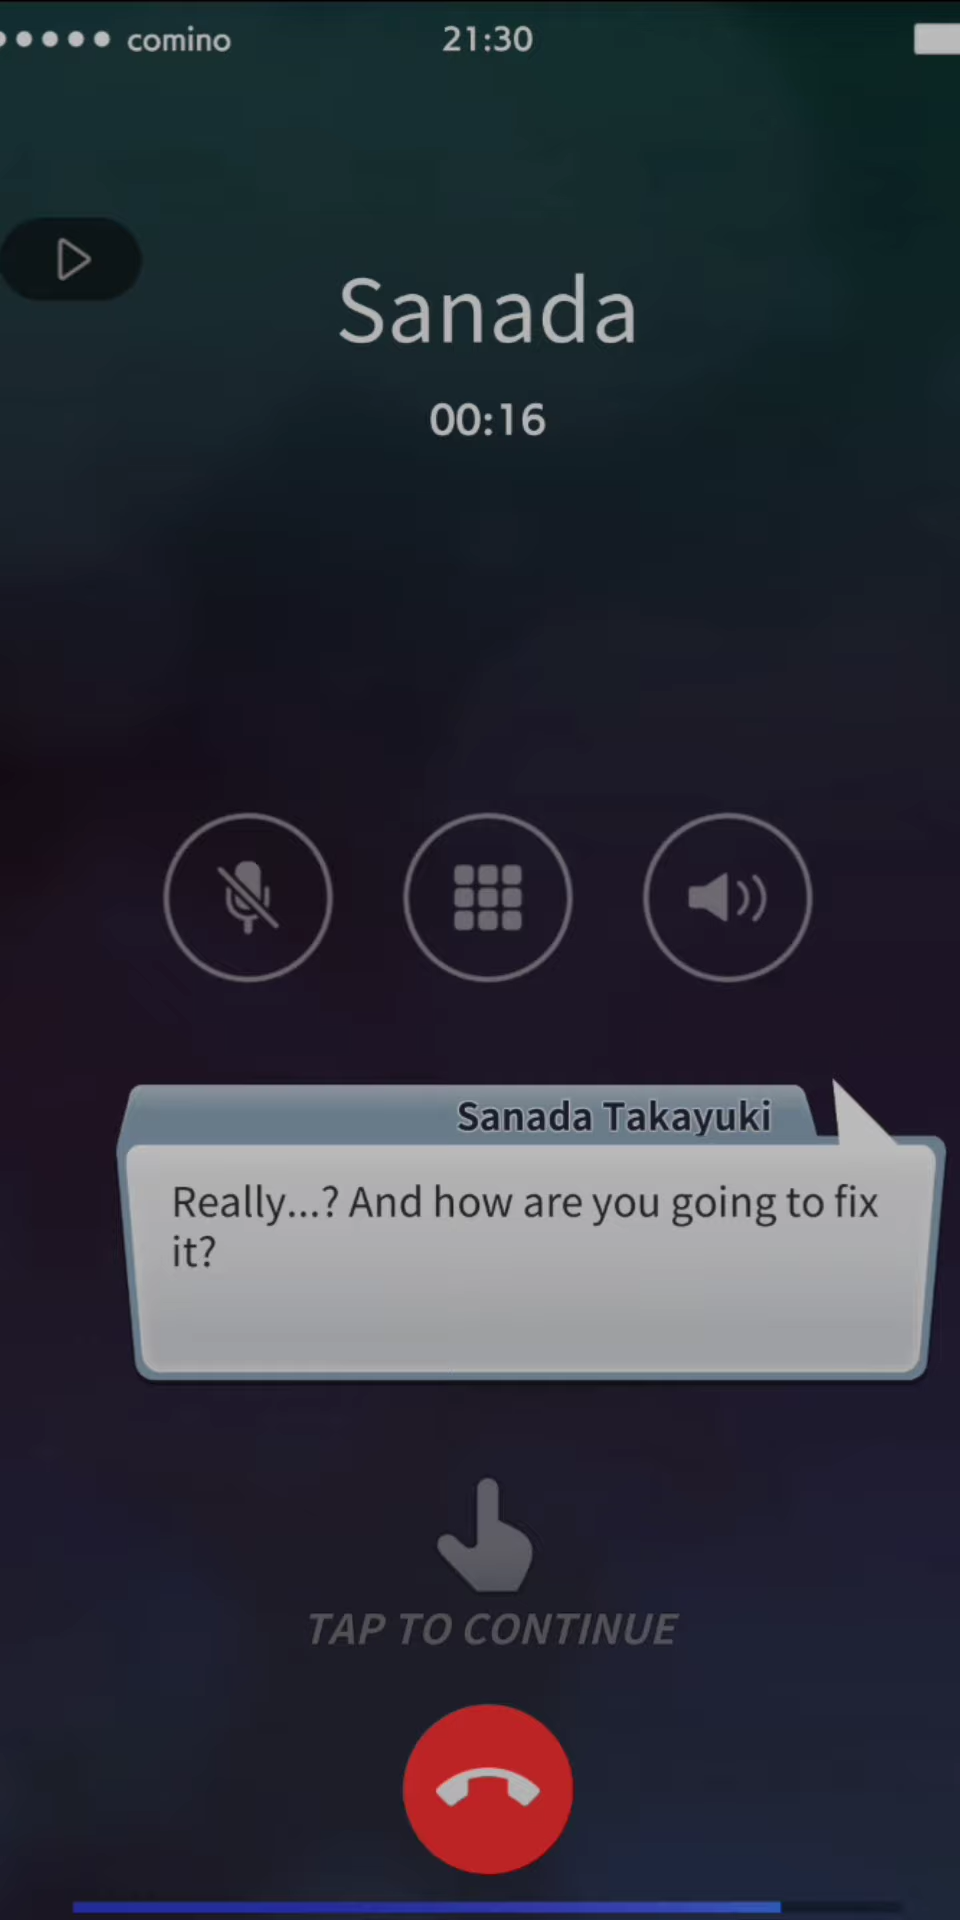 comino
21:30
Sanada
00:16
Sanada Takayuki
Really...? And how are you going to fix
it?
TAP TO CONTINUE